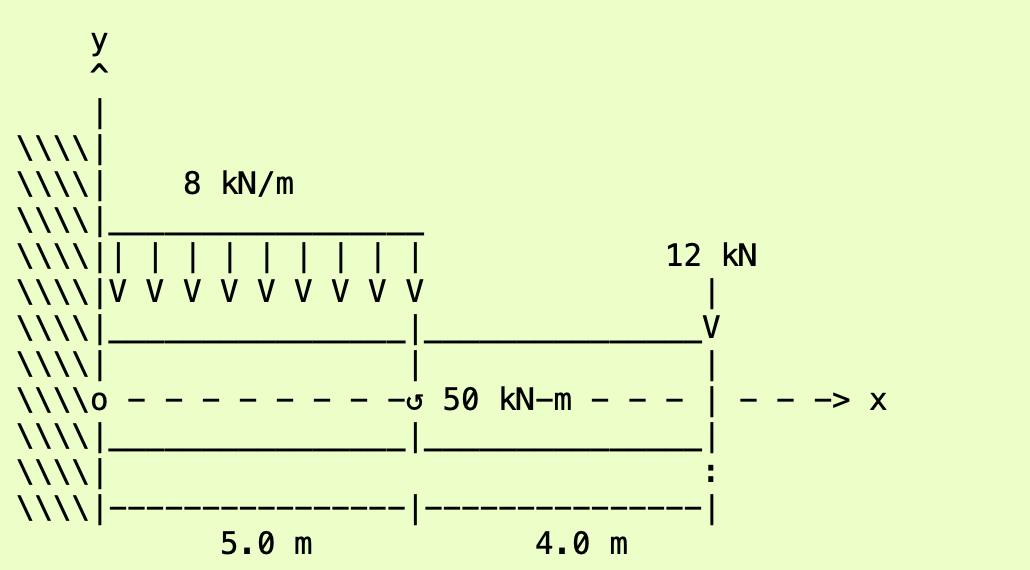 y
^
|
\\\\|
\\\\|    8 kN/m
\\\\|_________________
\\\\|| | | | | | | | |             12 kN
\\\\|V V V V V V V V V               |
\\\\|________________|_______________V
\\\\|                |               |
\\\\o - - - - - - - -↺ 50 kN-m - - - | - - -> x
\\\\|________________|_______________|
\\\\|                                :
\\\\|----------------|---------------|
5.0 m            4.0 m